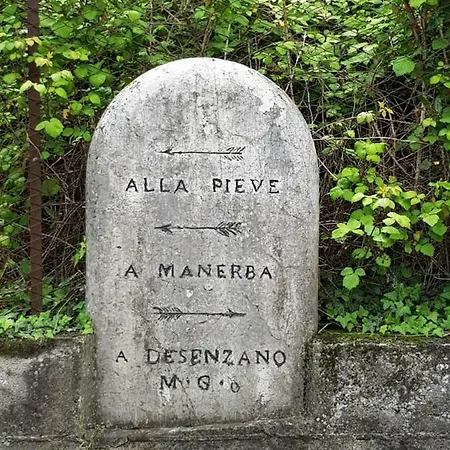 ALLA PIEVE
A MANERBA
A DESENZANO
M·G·O